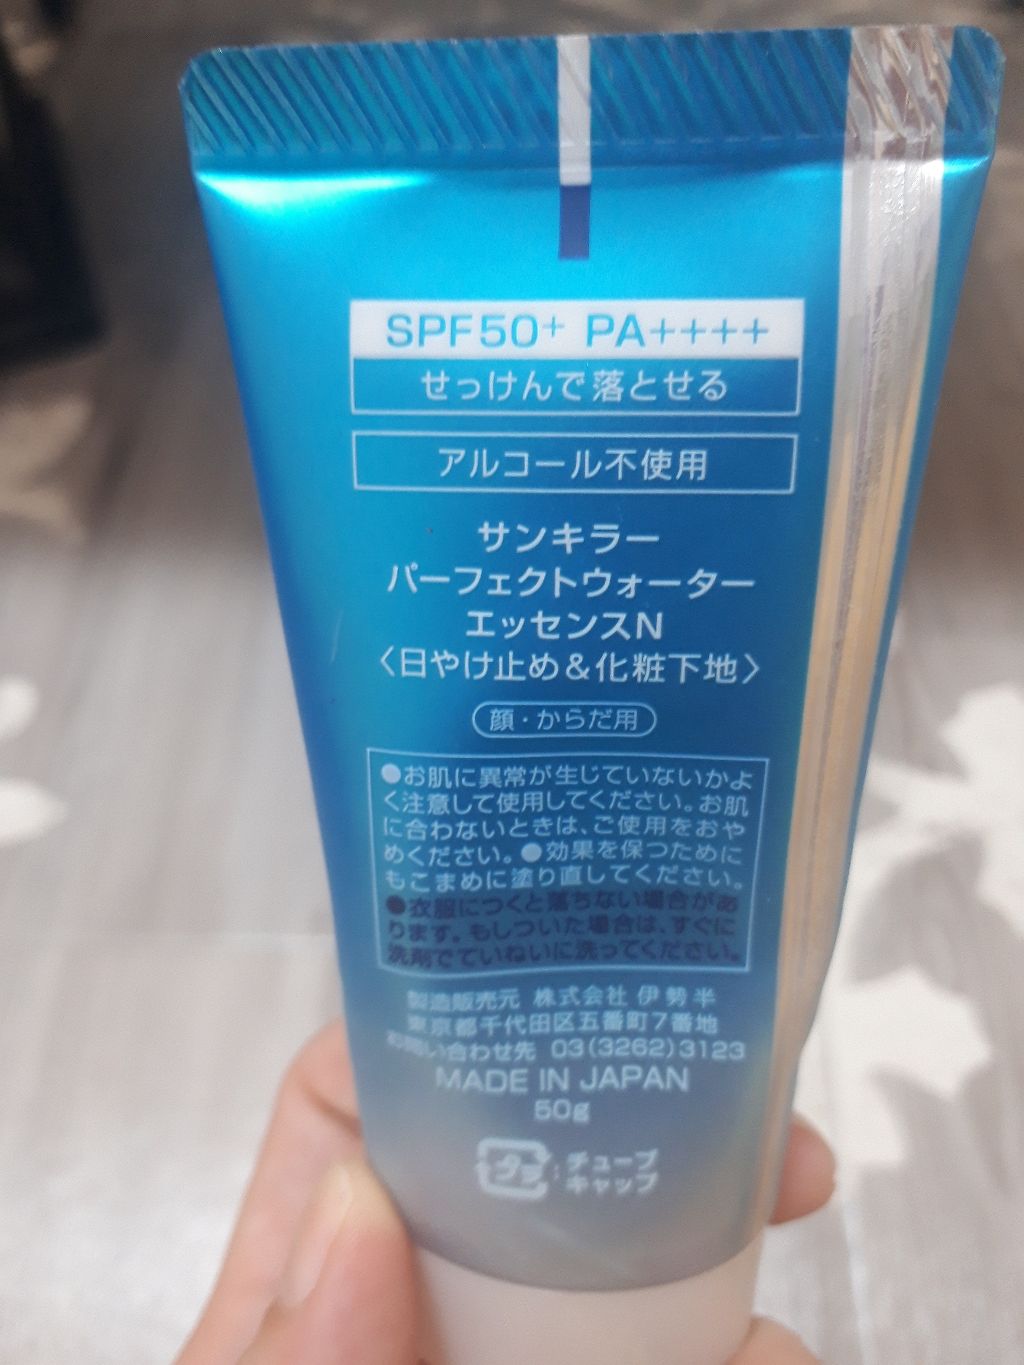 SPF50+ PA++++
せっけんで落とせる
アルコール不使用
サンキラー
パーフェクトウォーター
エッセンスN
〈日やけ止め&化粧下地〉
顔・からだ用
●お肌に異常が生じていないかよ
く注意して使用してください。お肌
に合わないときは、ご使用をおや
めください。●効果を保つために
もこまめに塗り直してください。
●衣服につくと落ちない場合があ
ります。もしついた場合は、すぐに
洗剤でていねいに洗ってください。
製造販売元 株式会社 伊勢半
東京都千代田区五番町7番地
お問い合わせ先 03(3262)3123
MADE IN JAPAN
50g
プラ:チューブ
キャップ